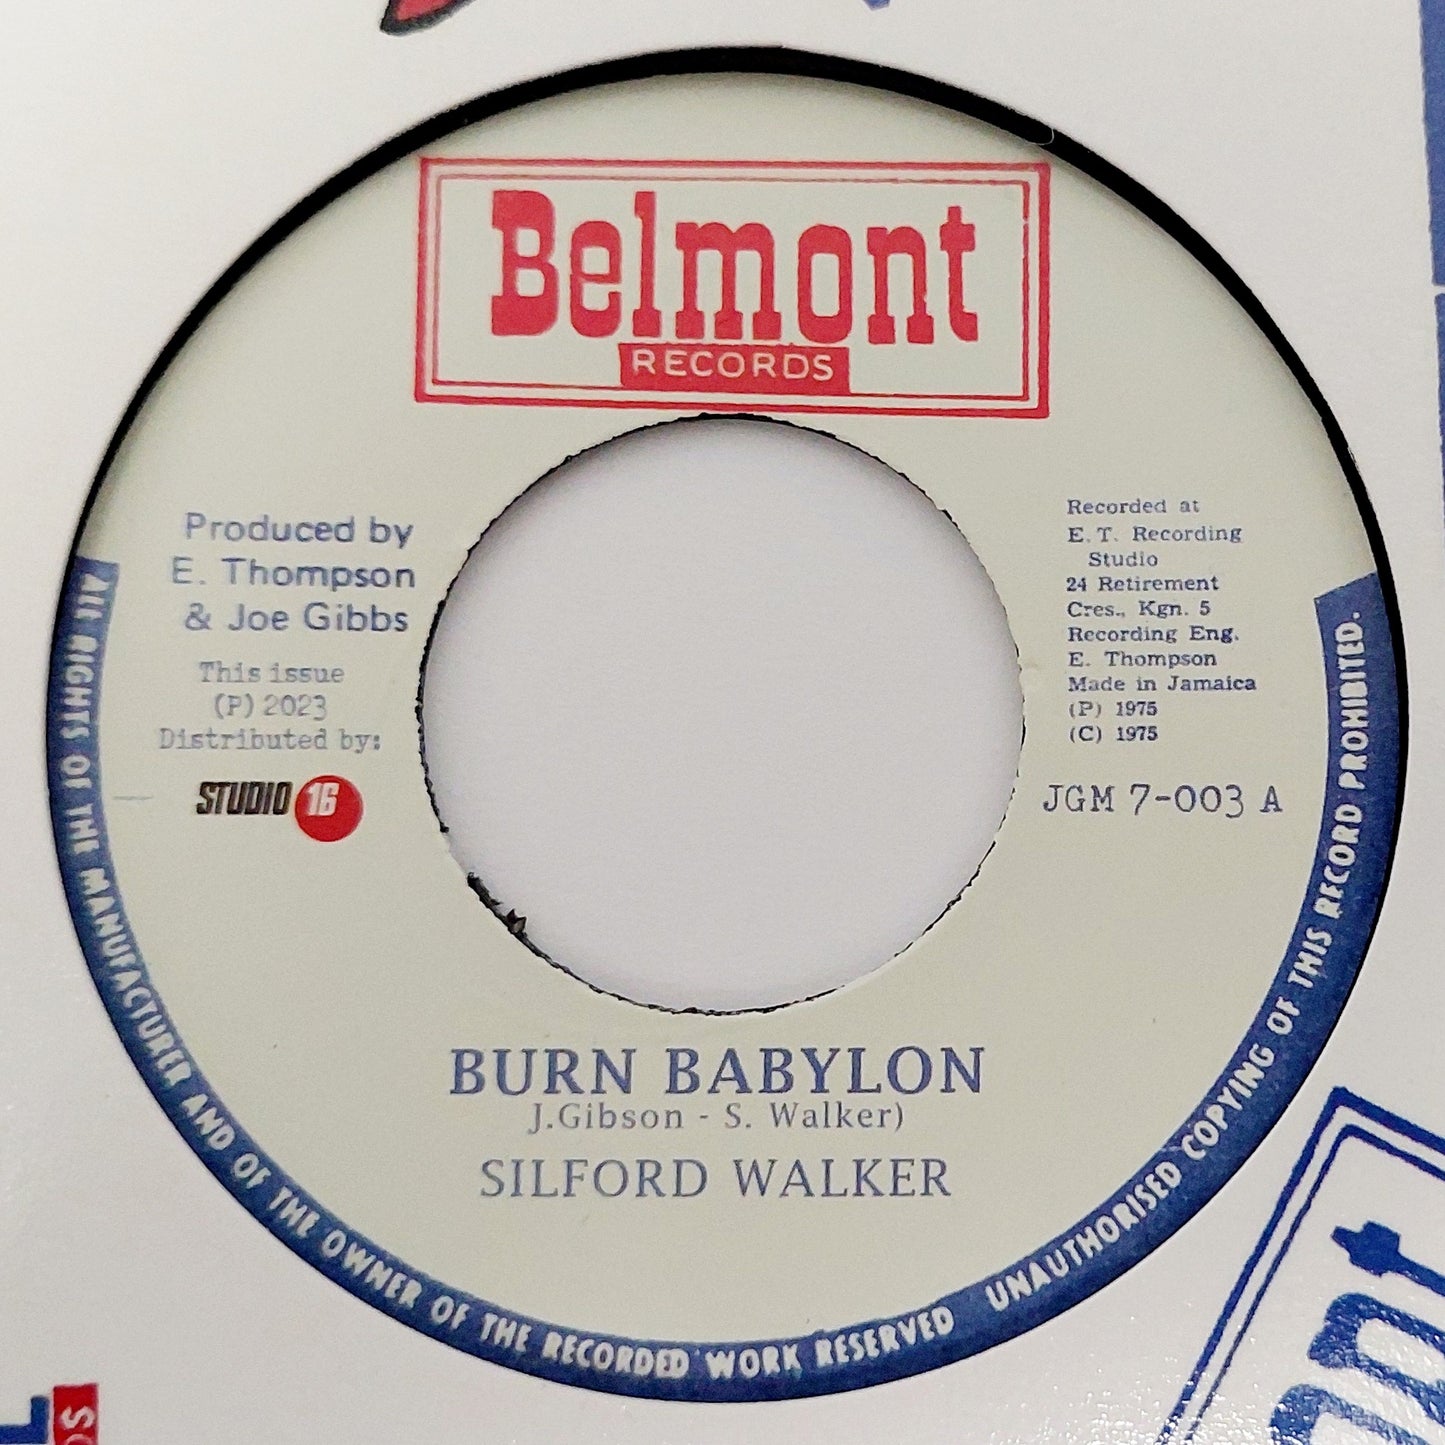 Belmont
RECORDS
Produced by
E. Thompson
& Joe Gibbs
This issue
(P) 2023
Distributed by:
STUDIO 16
Recorded at
E.T. Recording
Studio
24 Retirement
Cres., Kgn. 5
Recording Eng.
E. Thompson
Made in Jamaica
(P) 1975
(C) 1975
JGM 7-003 A
BURN BABYLON
J.Gibson - S. Walker)
SILFORD WALKER
ALL RIGHTS OF THE MANUFACTURER AND OF THE OWNER OF THE RECORDED WORK RESERVED UNAUTHORISED COPYING OF THIS RECORD PROHIBITED.